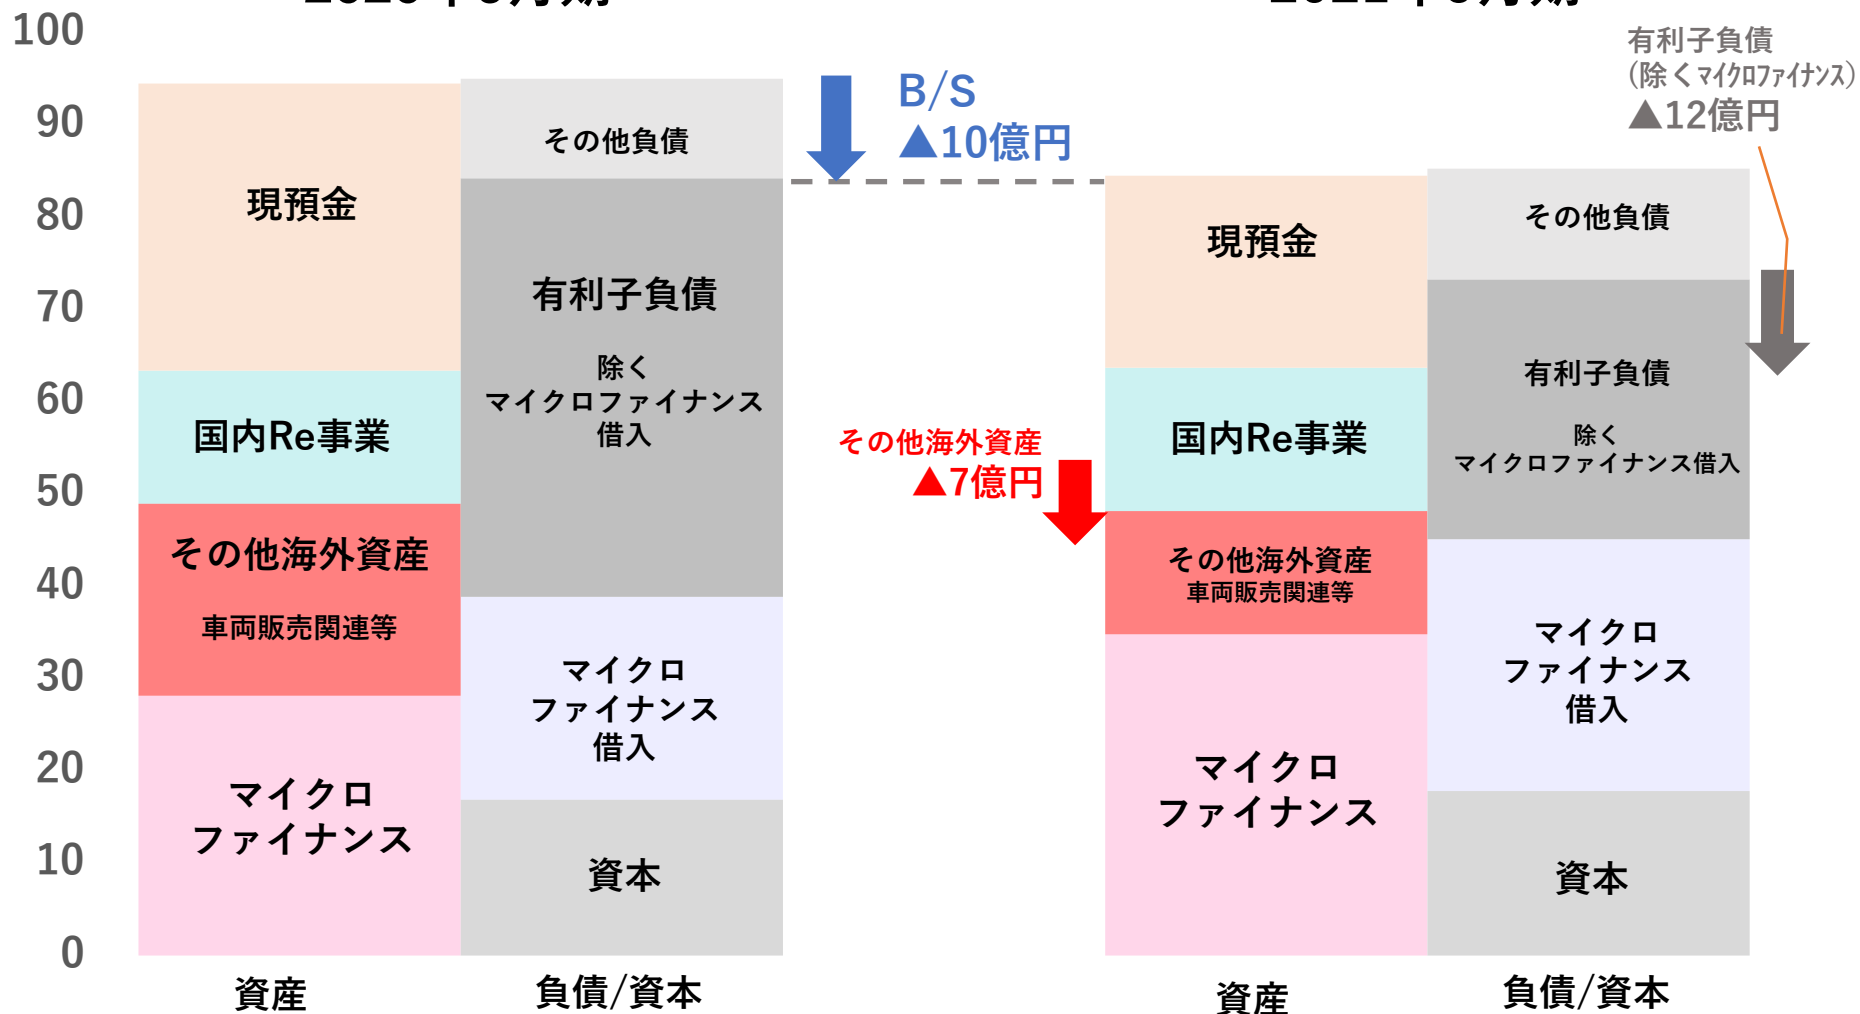 100
90
80
70
60
50
40
30
20
10
0
現預金
国内Re事業
その他海外資産
車両販売関連等
マイクロ
ファイナンス
資産
その他負債
有利子負債
除く
マイクロファイナンス
借入
マイクロ
ファイナンス
借入
資本
負債/資本
B/S
▲10億円
その他海外資産
▲7億円
現預金
国内Re事業
その他海外資産
車両販売関連等
マイクロ
ファイナンス
資産
その他負債
有利子負債
除く
マイクロファイナンス借入
マイクロ
ファイナンス
借入
資本
負債/資本
有利子負債
(除くﾏｲｸﾛﾌｧｲﾅﾝｽ)
▲12億円